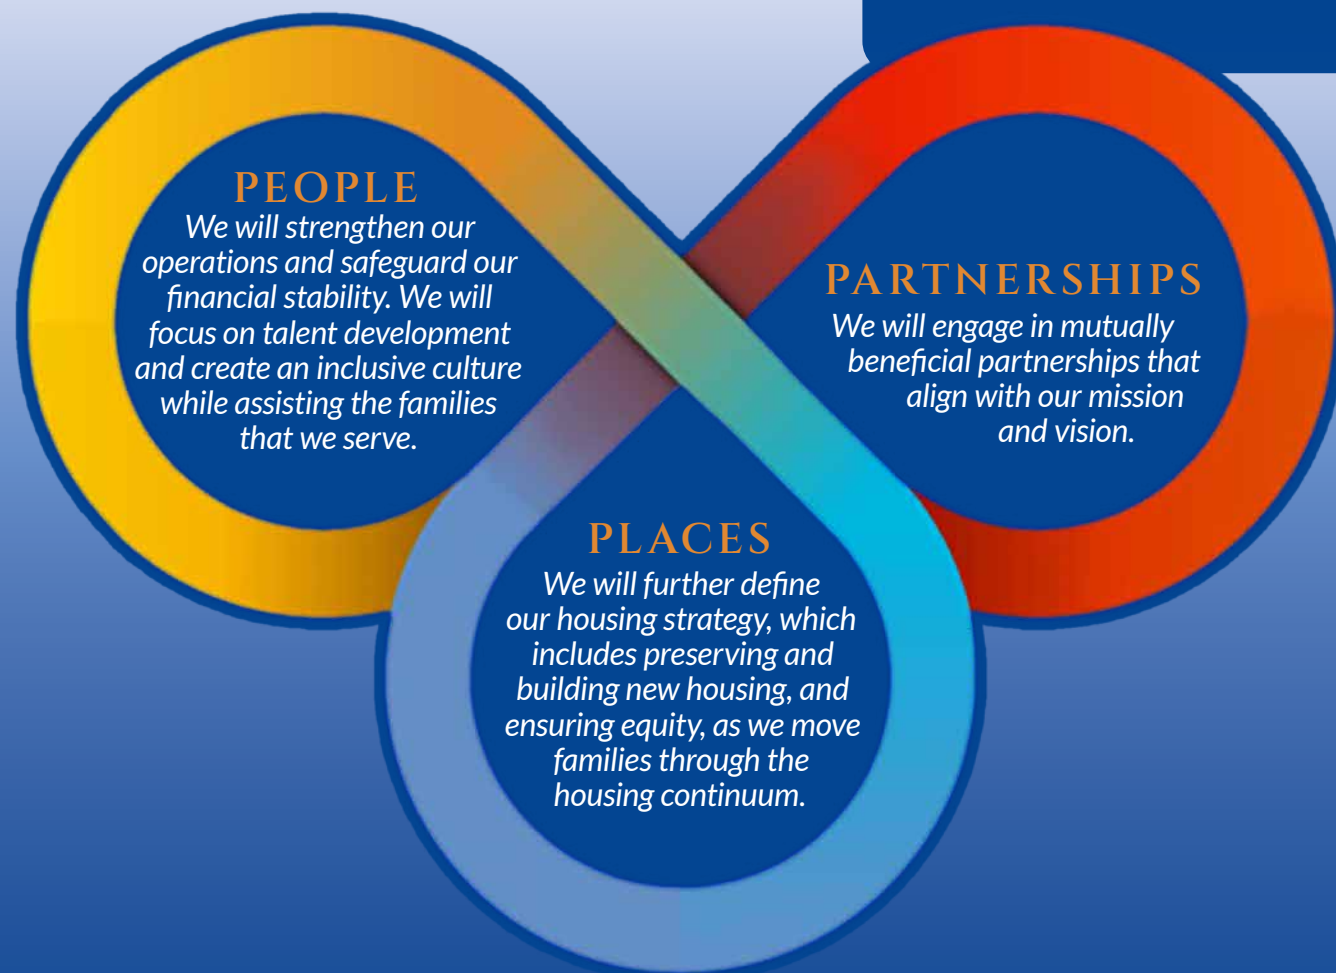 PEOPLE
We will strengthen our
operations and safeguard our
financial stability. We will
focus on talent development
and create an inclusive culture
while assisting the families
that we serve.
PARTNERSHIPS
We will engage in mutually
beneficial partnerships that
align with our mission
and vision.
PLACES
We will further define
our housing strategy, which
includes preserving and
building new housing, and
ensuring equity, as we move
families through the
housing continuum.